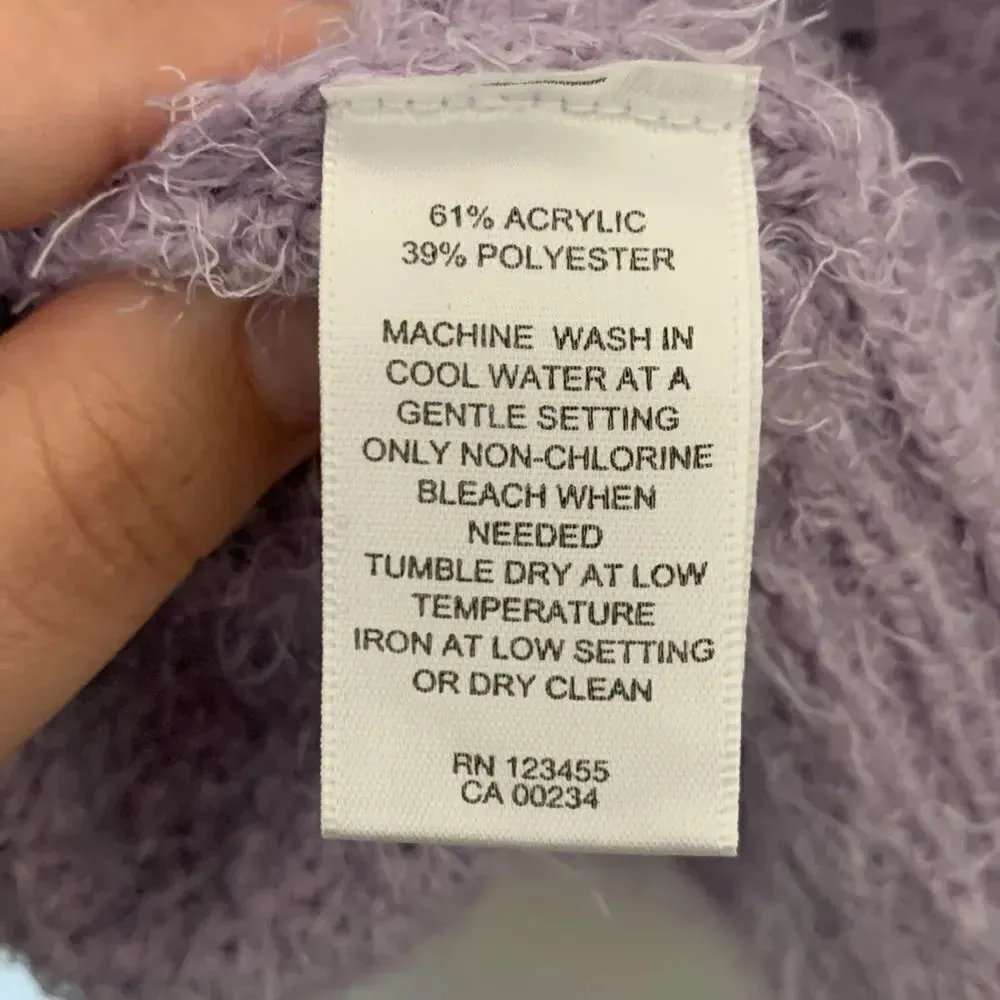 61% ACRYLIC
39% POLYESTER
MACHINE WASH IN
COOL WATER AT A
GENTLE SETTING
ONLY NON-CHLORINE
BLEACH WHEN
NEEDED
TUMBLE DRY AT LOW
TEMPERATURE
IRON AT LOW SETTING
OR DRY CLEAN
RN 123455
CA 00234